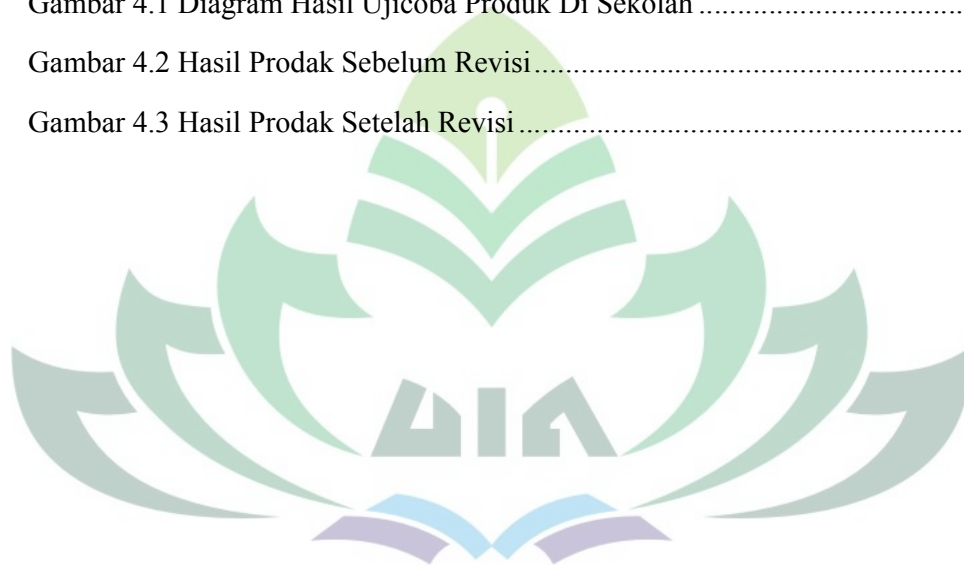 Gambar 4.1 Diagram Hasil Ujicoba Produk Di Sekolah ..................................
Gambar 4.2 Hasil Prodak Sebelum Revisi.......................................................
Gambar 4.3 Hasil Prodak Setelah Revisi.........................................................
UIN